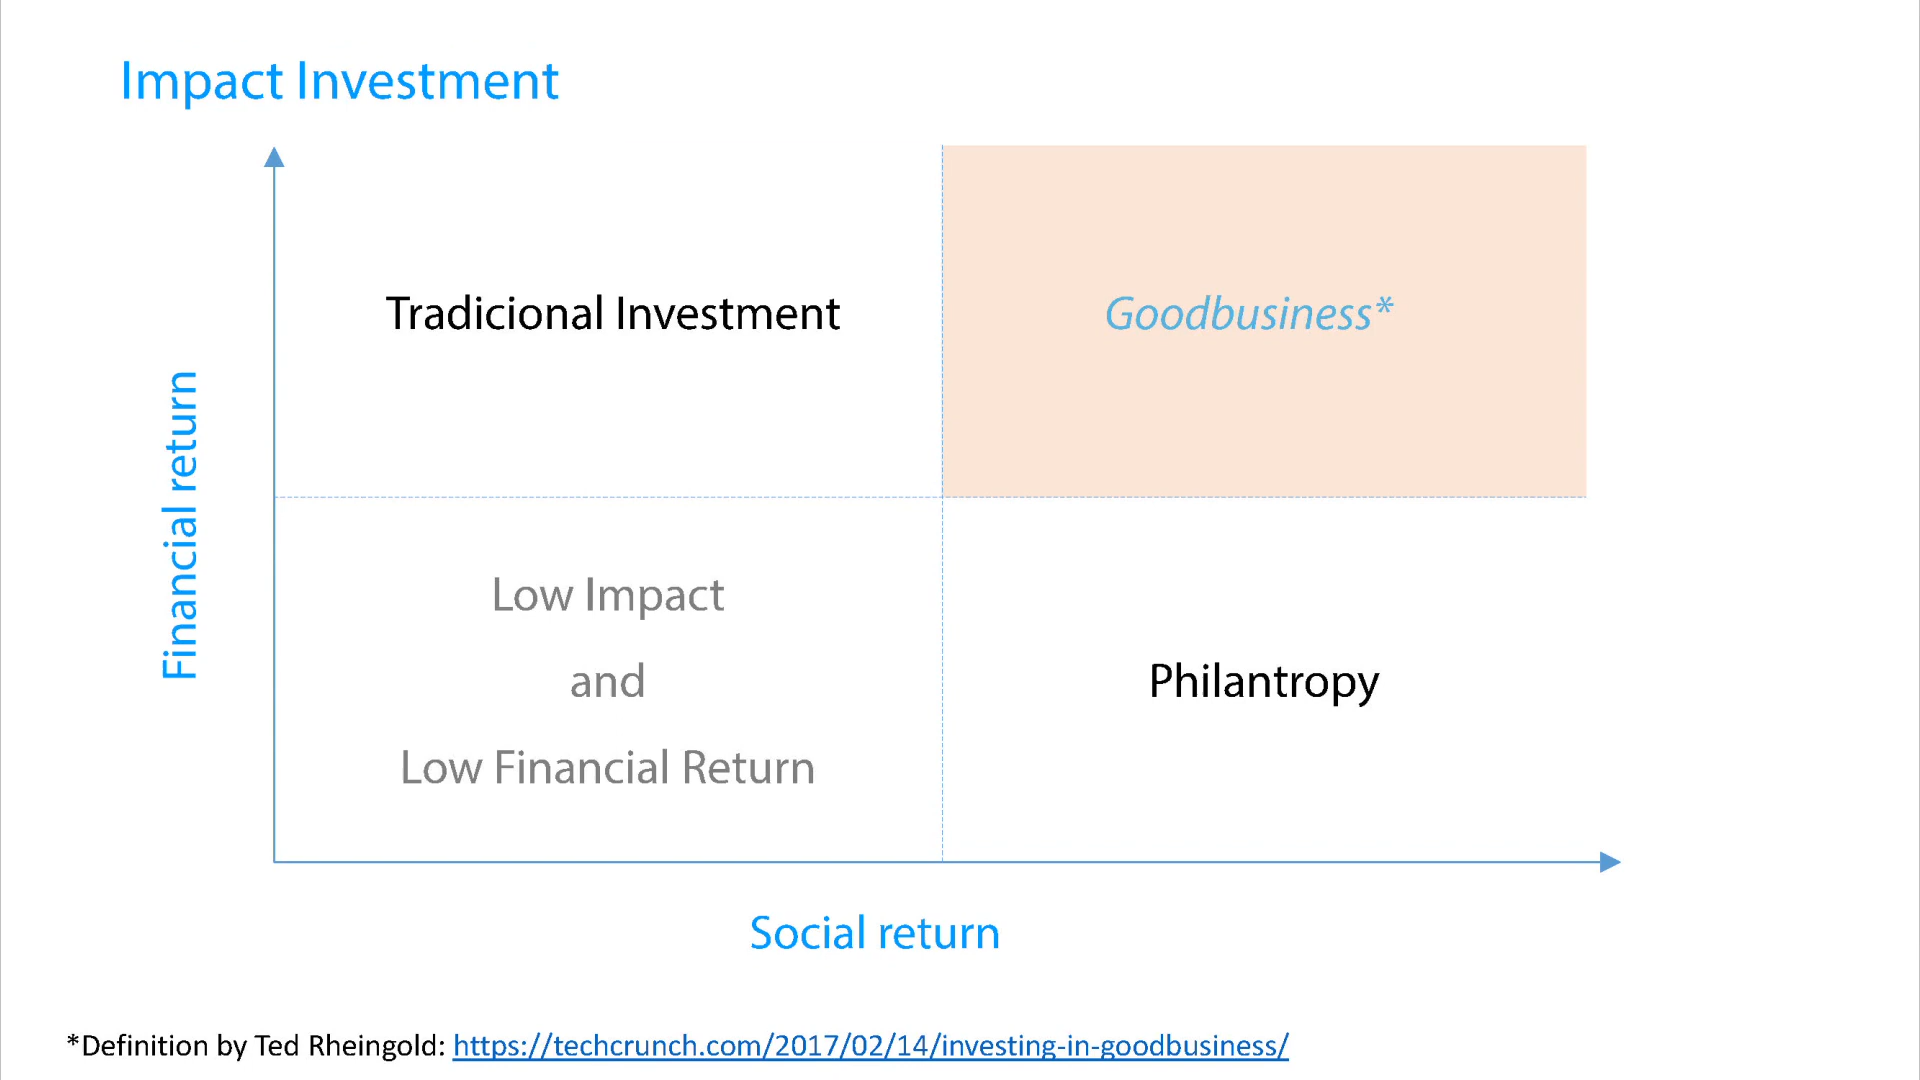 Impact Investment
Tradicional Investment
Goodbusiness*
Financial return
Low Impact
and
Low Financial Return
Philantropy
Social return
*Definition by Ted Rheingold: https://techcrunch.com/2017/02/14/investing-in-goodbusiness/